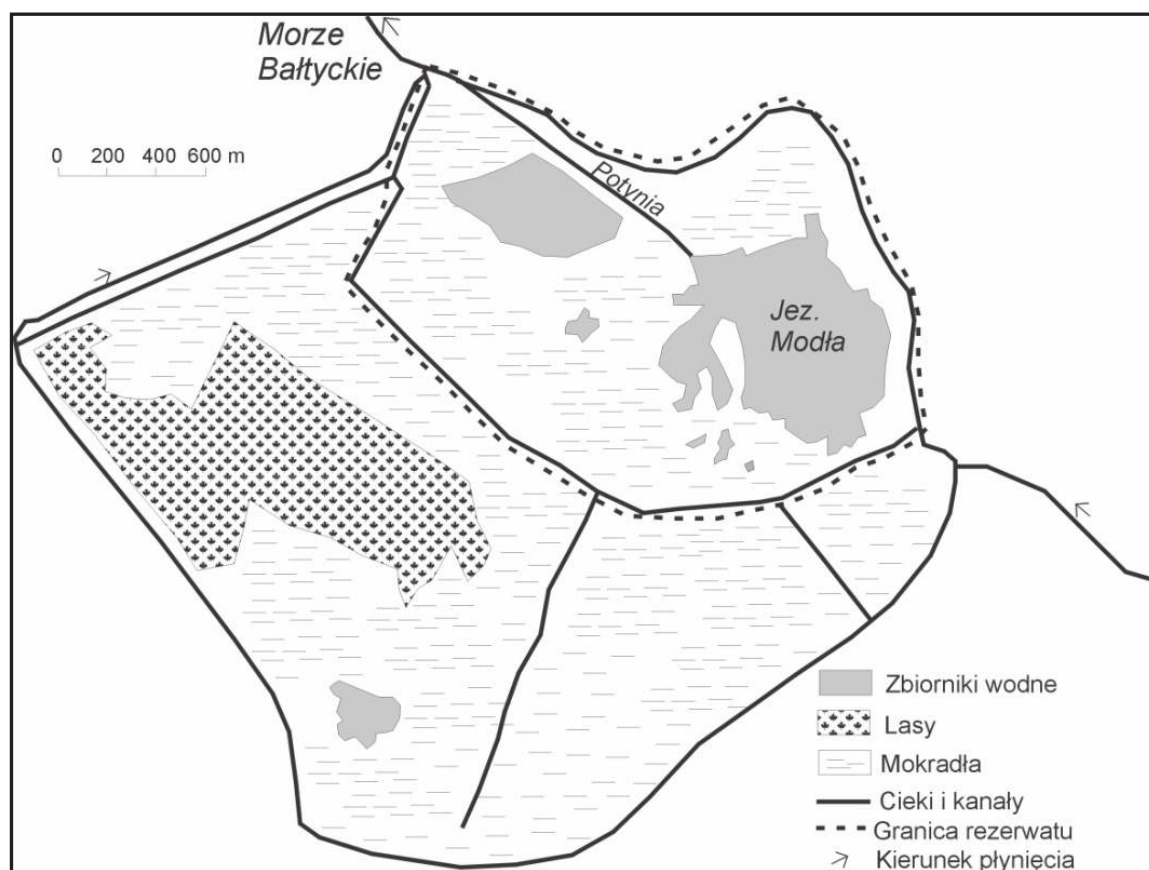 Morze
Bałtyckie
0 200 400 600 m
Potynia
Jez.
Modła
Zbiorniki wodne
Lasy
Mokradła
Cieki i kanały
Granica rezerwatu
Kierunek płynięcia